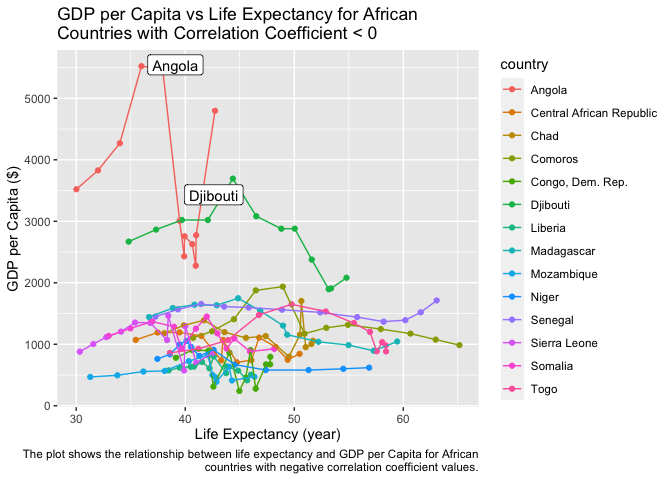 GDP per Capita vs Life Expectancy for African
Countries with Correlation Coefficient < 0
GDP per Capita ($)
5000
4000
3000
2000
1000
0
Angola
Djibouti
30
40
50
60
Life Expectancy (year)
country
Angola
Central African Republic
Chad
Comoros
Congo, Dem. Rep.
Djibouti
Liberia
Madagascar
Mozambique
Niger
Senegal
Sierra Leone
Somalia
Togo
The plot shows the relationship between life expectancy and GDP per Capita for African
countries with negative correlation coefficient values.